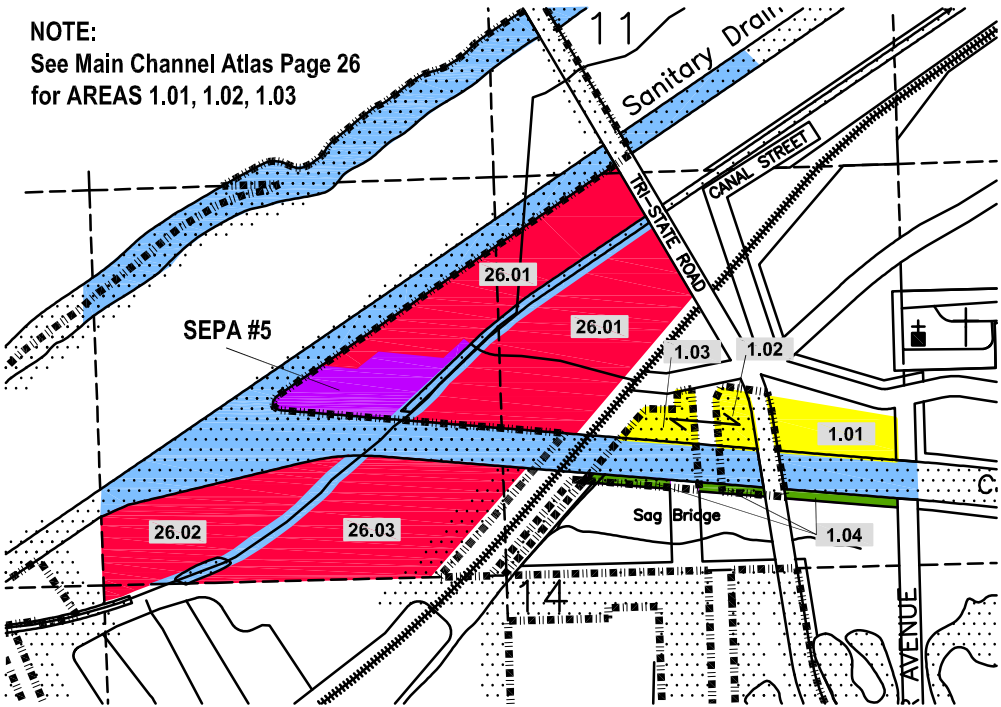 NOTE:
See Main Channel Atlas Page 26
for AREAS 1.01, 1.02, 1.03
11
Sanitary Drain
CANAL STREET
TRI-STATE ROAD
26.01
SEPA #5
26.01
1.03
1.02
1.01
26.02
26.03
Sag Bridge
1.04
14
AVENUE